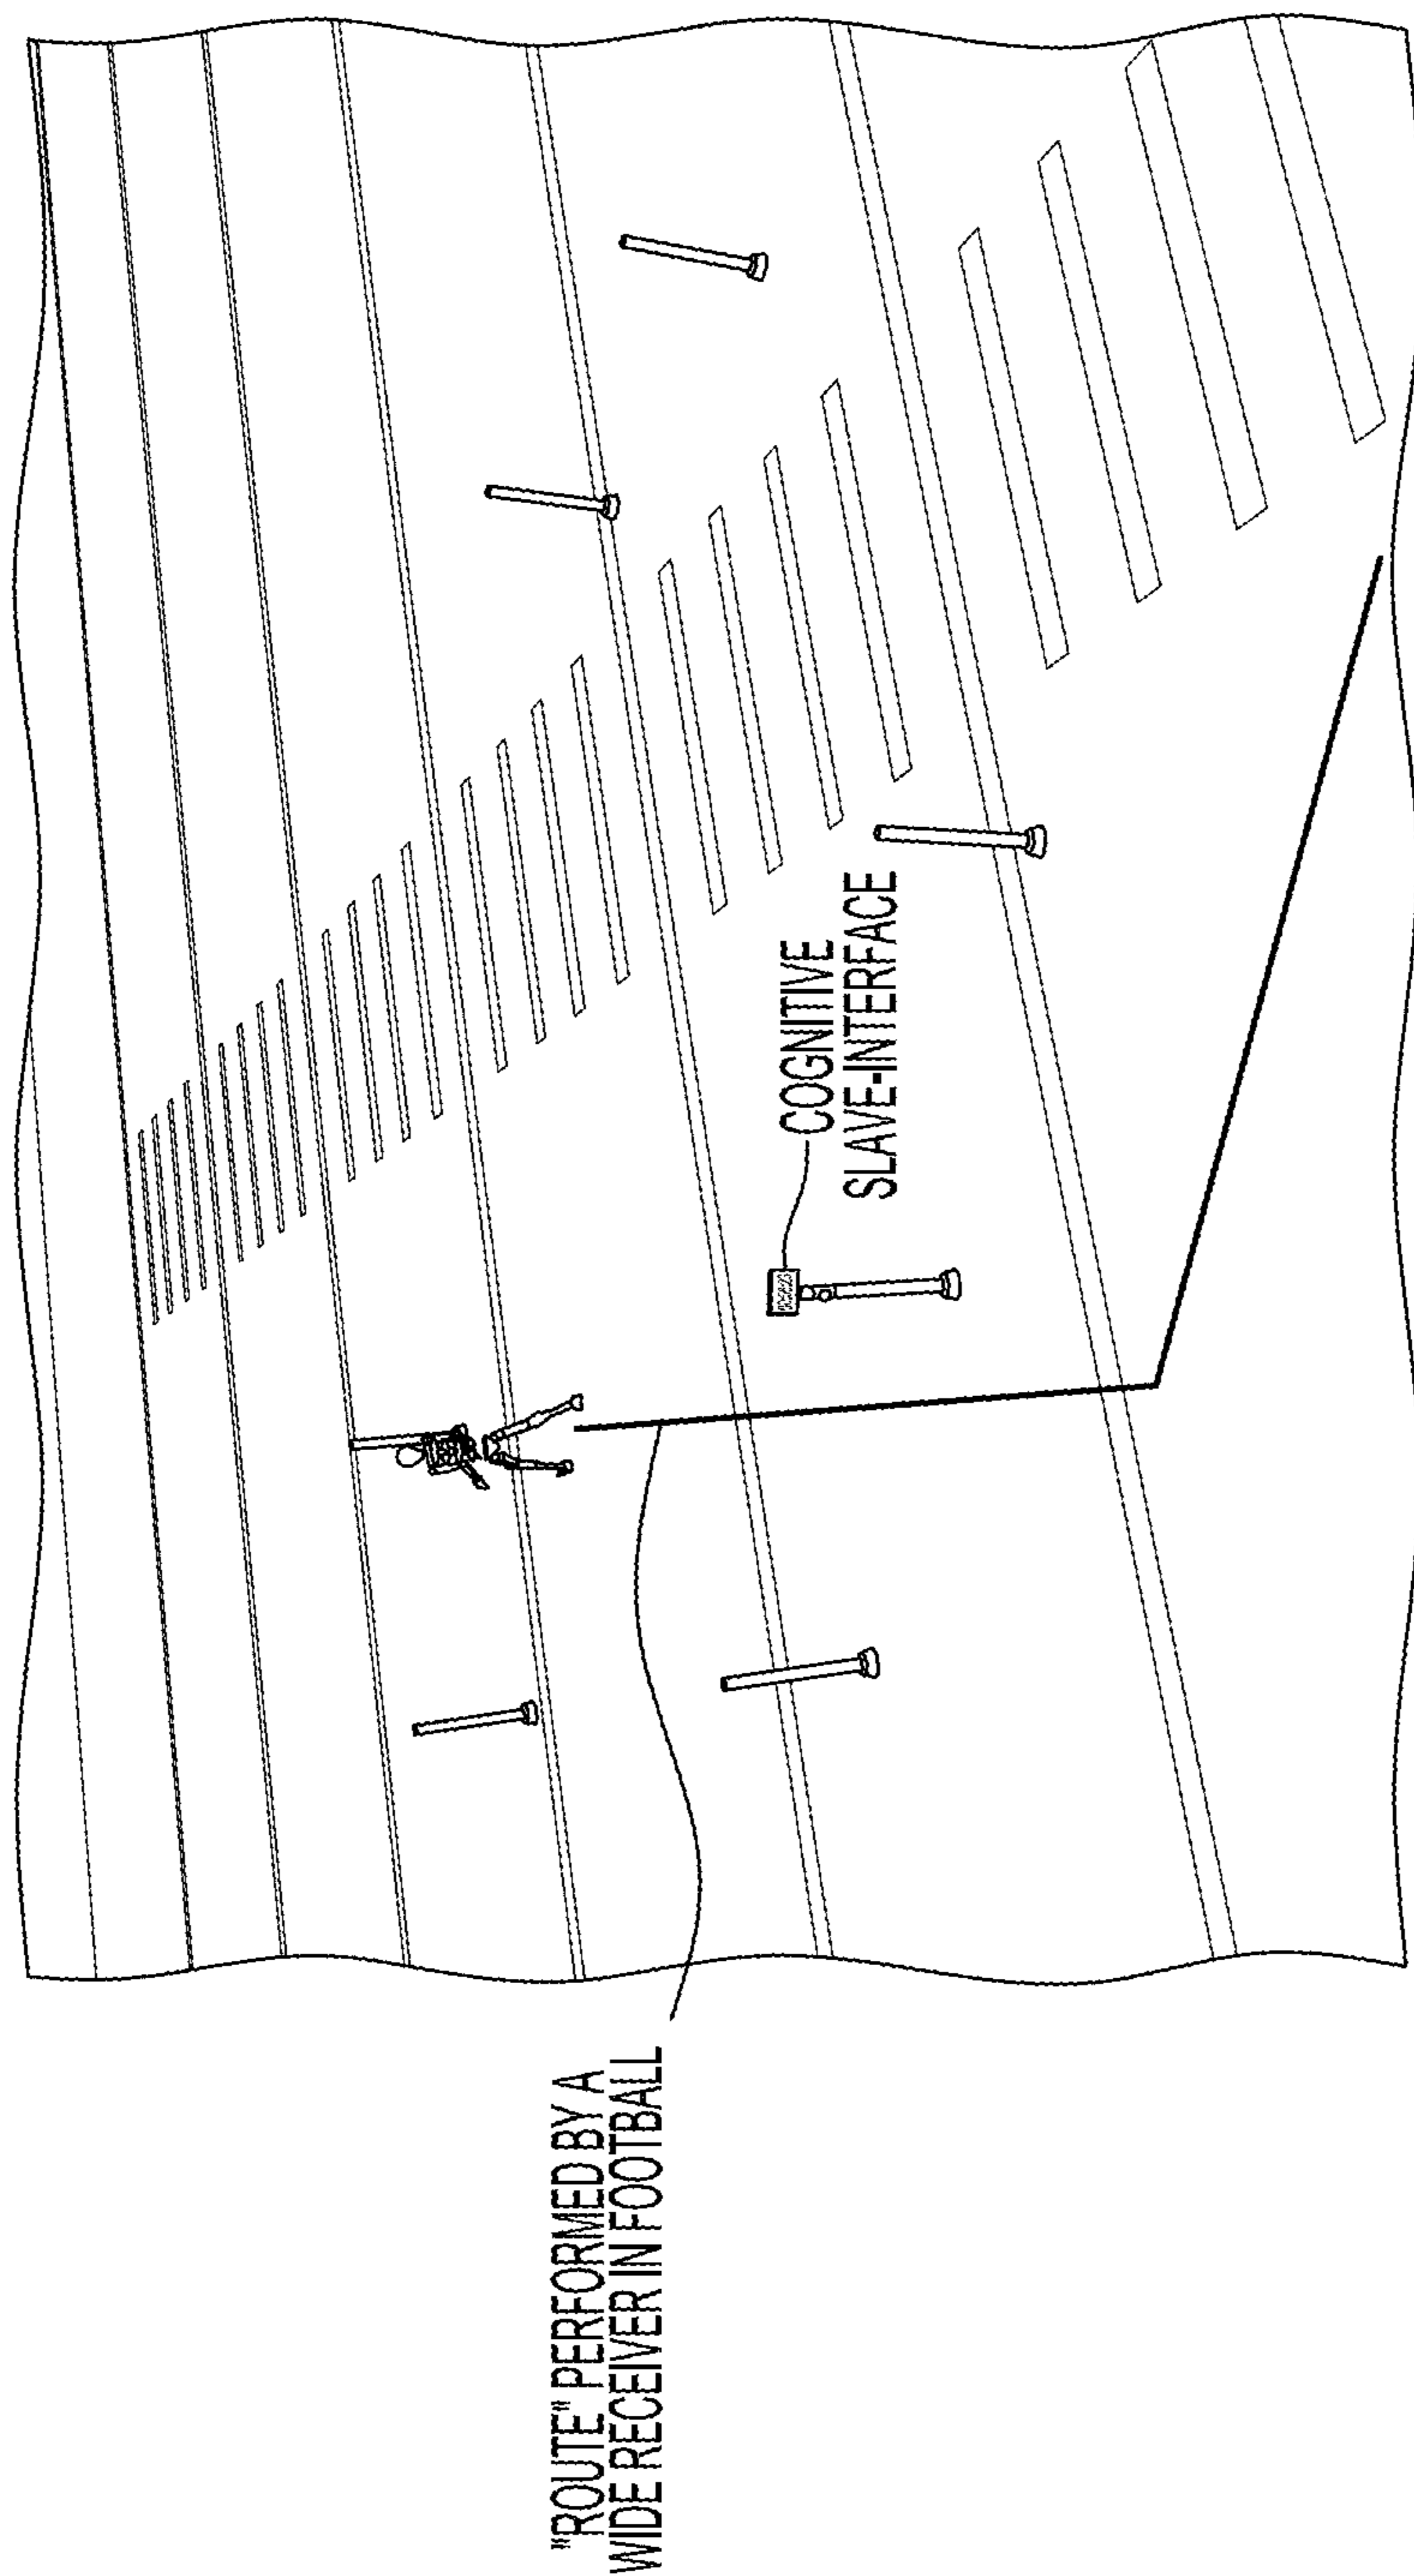 "ROUTE" PERFORMED BY A
WIDE RECEIVER IN FOOTBALL
COGNITIVE
SLAVE-INTERFACE